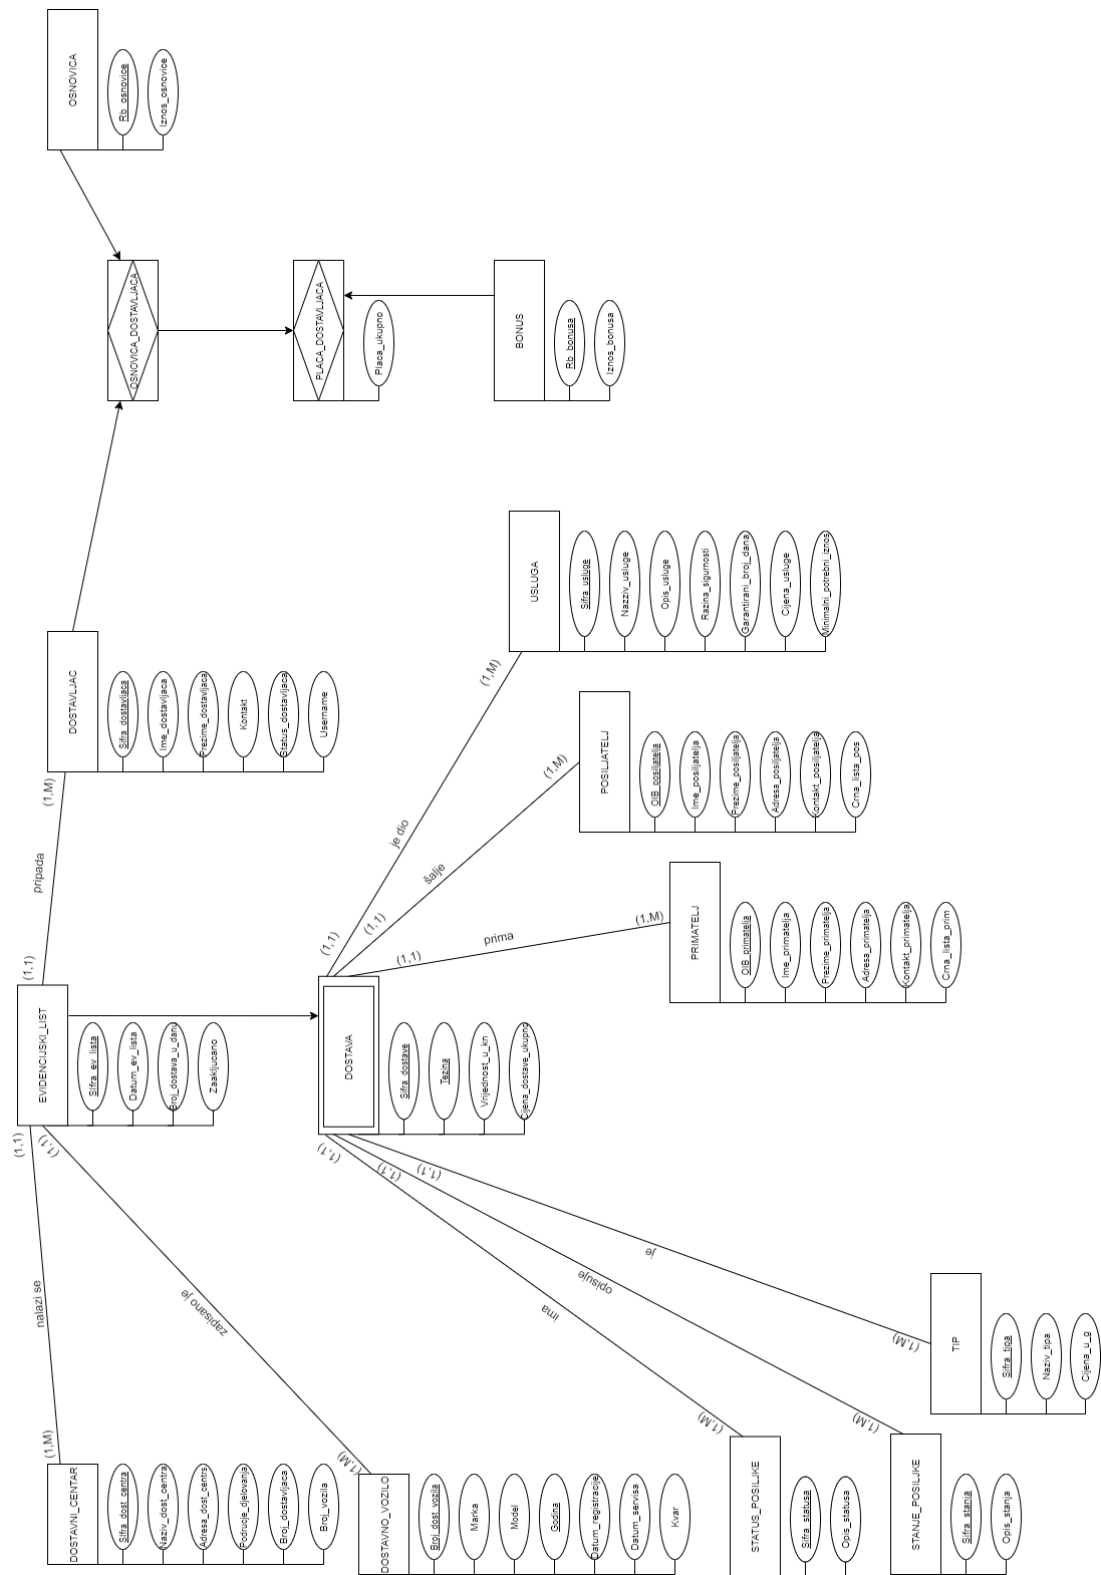 OSNOVICA
Rb_osnovice
Iznos_osnovice
OSNOVICA_DOSTAVLJACA
PLACA_DOSTAVLJACA
Placa_ukupno
BONUS
Rb_bonusa
Iznos_bonusa
DOSTAVLJAC
Sifra_dostavljaca
Ime_dostavljaca
Prezime_dostavljaca
Kontakt
Status_dostavljaca
Username
USLUGA
Sifra_usluge
Nazziv_usluge
Opis_usluge
Razina_sigurnosti
Garantirani_broj_dana
Cijena_usluge
Minimalni_potrebni_iznos
POSILJATELJ
OIB_posiljatelja
Ime_posiljatelja
Prezime_posiljatelja
Adresa_posiljatelja
Kontakt_posiljatelja
Crna_lista_pos
PRIMATELJ
OIB_primatelja
Ime_primatelja
Prezime_primatelja
Adresa_primatelja
Kontakt_primatelja
Crna_lista_prim
(1,M)
pripada
(1,1)
(1,M)
je dio
(1,1)
(1,M)
šalje
(1,1)
(1,M)
prima
(1,1)
EVIDENCIJSKI_LIST
Sifra_ev_lista
Datum_ev_lista
Broj_dostava_u_danu
Zaakljucano
DOSTAVA
Sifra_dostave
Tezina
Vrijednost_u_kn
Cijena_dostave_ukupno
(1,1)
nalazi se
(1,M)
(1,1)
zapisano je
(1,M)
(1,1)
ima
(1,M)
(1,1)
opisuje
(1,M)
(1,1)
je
(1,M)
DOSTAVNI_CENTAR
Sifra_dost_centra
Naziv_dost_centra
Adresa_dost_centrs
Podrucje_djelovanja
Broj_dostavljaca
Broj_vozila
DOSTAVNO_VOZILO
Broj_dost_vozila
Marka
Model
Godina
Datum_registracije
Datum_servisa
Kvar
STATUS_POSILJKE
Sifra_statusa
Opis_statusa
STANJE_POSILJKE
Sifra_stanja
Opis_stanja
TIP
Sifra_tipa
Naziv_tipa
Cijena_u_g